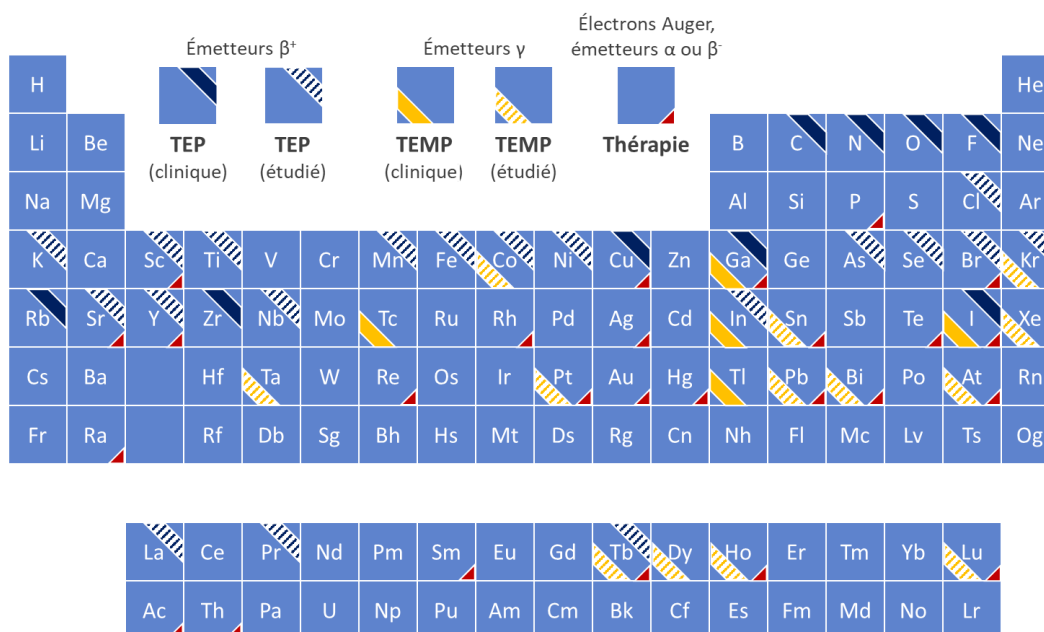 Émetteurs β⁺
Émetteurs γ
Électrons Auger,
émetteurs α ou β⁻
TEP
(clinique)
TEP
(étudié)
TEMP
(clinique)
TEMP
(étudié)
Thérapie
H He
Li Be B C N O F Ne
Na Mg Al Si P S Cl Ar
K Ca Sc Ti V Cr Mn Fe Co Ni Cu Zn Ga Ge As Se Br Kr
Rb Sr Y Zr Nb Mo Tc Ru Rh Pd Ag Cd In Sn Sb Te I Xe
Cs Ba Hf Ta W Re Os Ir Pt Au Hg Tl Pb Bi Po At Rn
Fr Ra Rf Db Sg Bh Hs Mt Ds Rg Cn Nh Fl Mc Lv Ts Og
La Ce Pr Nd Pm Sm Eu Gd Tb Dy Ho Er Tm Yb Lu
Ac Th Pa U Np Pu Am Cm Bk Cf Es Fm Md No Lr